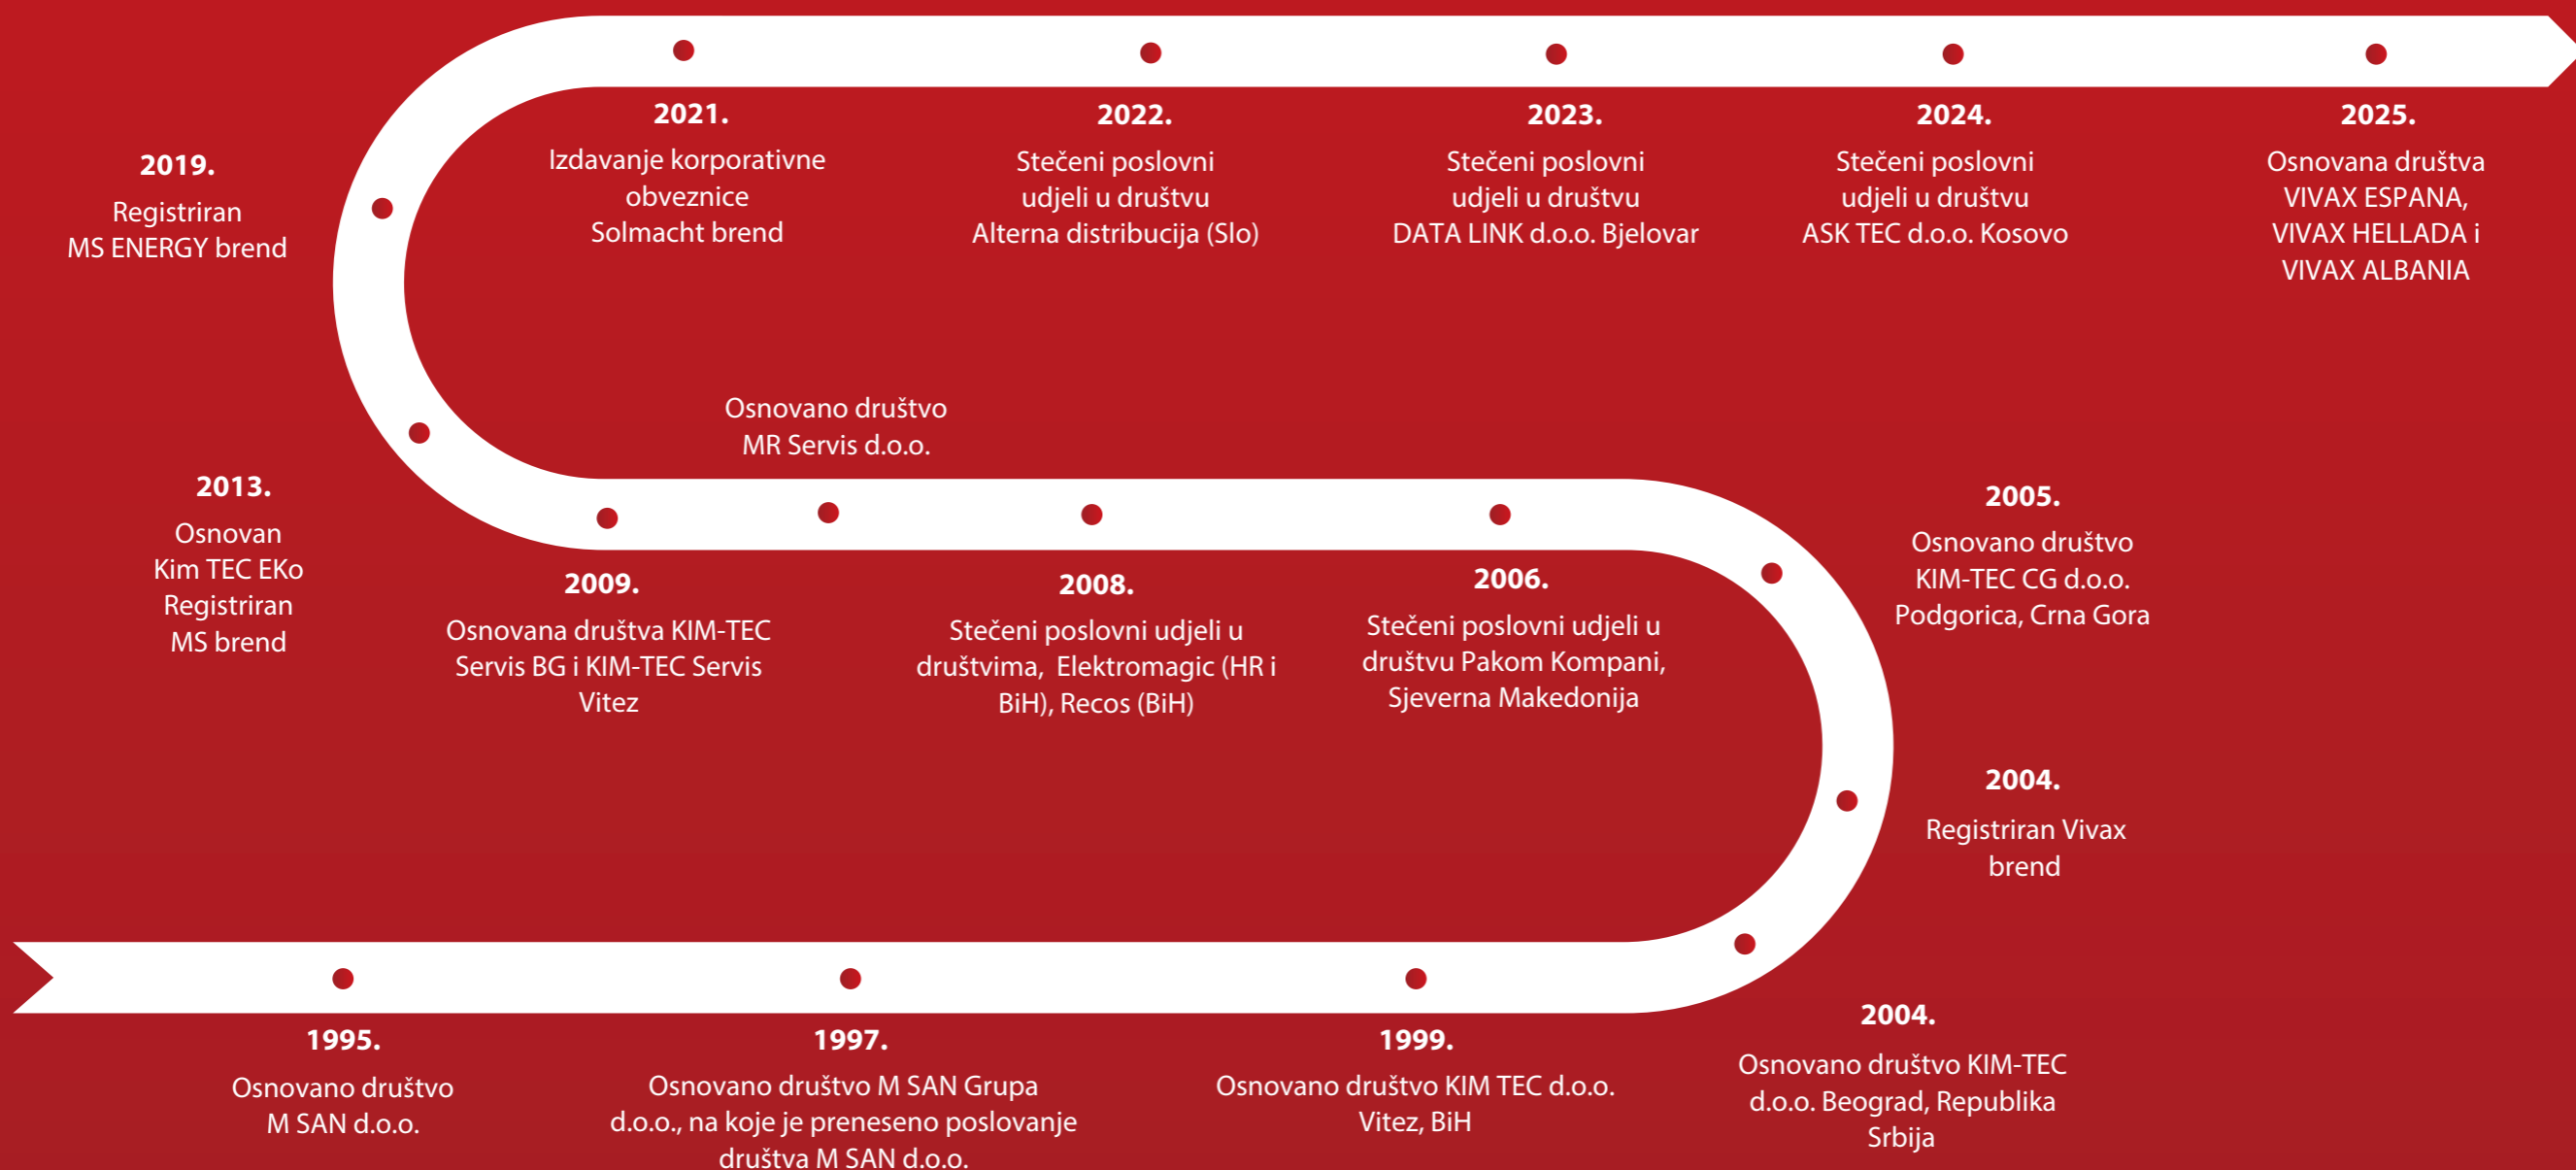 2019.
Registriran
MS ENERGY brend
2021.
Izdavanje korporativne
obveznice
Solmacht brend
2022.
Stečeni poslovni
udjeli u društvu
Alterna distribucija (Slo)
2023.
Stečeni poslovni
udjeli u društvu
DATA LINK d.o.o. Bjelovar
2024.
Stečeni poslovni
udjeli u društvu
ASK TEC d.o.o. Kosovo
2025.
Osnovana društva
VIVAX ESPANA,
VIVAX HELLADA i
VIVAX ALBANIA
2013.
Osnovan
Kim TEC EKo
Registriran
MS brend
2009.
Osnovana društva KIM-TEC
Servis BG i KIM-TEC Servis
Vitez
Osnovano društvo
MR Servis d.o.o.
2008.
Stečeni poslovni udjeli u
društvima, Elektromagic (HR i
BiH), Recos (BiH)
2006.
Stečeni poslovni udjeli u
društvu Pakom Kompani,
Sjeverna Makedonija
2005.
Osnovano društvo
KIM-TEC CG d.o.o.
Podgorica, Crna Gora
2004.
Registriran Vivax
brend
1995.
Osnovano društvo
M SAN d.o.o.
1997.
Osnovano društvo M SAN Grupa
d.o.o., na koje je preneseno poslovanje
društva M SAN d.o.o.
1999.
Osnovano društvo KIM TEC d.o.o.
Vitez, BiH
2004.
Osnovano društvo KIM-TEC
d.o.o. Beograd, Republika
Srbija